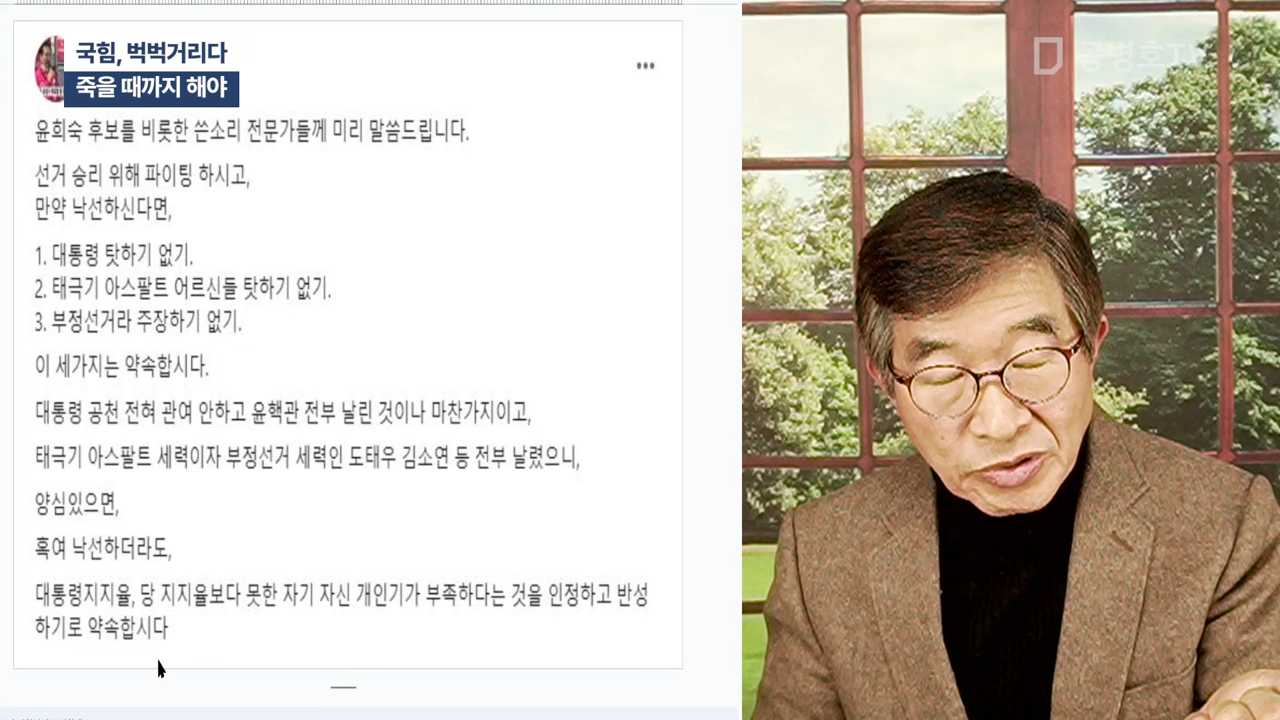 국힘, 벅벅거리다
죽을 때까지 해야
공병호TV
윤희숙 후보를 비롯한 쓴소리 전문가들께 미리 말씀드립니다.
선거 승리 위해 파이팅 하시고,
만약 낙선하신다면,
1. 대통령 탓하기 없기.
2. 태극기 아스팔트 어르신들 탓하기 없기.
3. 부정선거라 주장하기 없기.
이 세가지는 약속합시다.
대통령 공천 전혀 관여 안하고 윤핵관 전부 날린 것이나 마찬가지이고,
태극기 아스팔트 세력이자 부정선거 세력인 도태우 김소연 등 전부 날렸으니,
양심있으면,
혹여 낙선하더라도,
대통령지지율, 당 지지율보다 못한 자기 자신 개인기가 부족하다는 것을 인정하고 반성
하기로 약속합시다